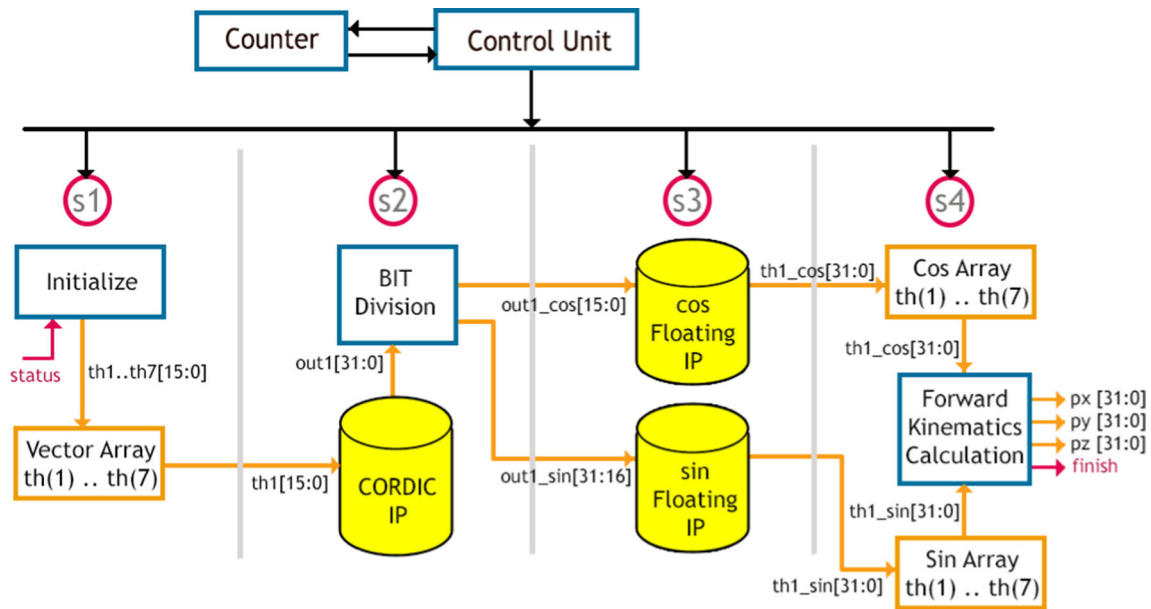 Counter
Control Unit
s1
s2
s3
s4
Initialize
status
th1..th7[15:0]
Vector Array
th(1) .. th(7)
th1[15:0]
BIT
Division
out1[31:0]
CORDIC
IP
out1_cos[15:0]
out1_sin[31:16]
cos
Floating
IP
sin
Floating
IP
th1_cos[31:0]
th1_sin[31:0]
Cos Array
th(1) .. th(7)
th1_cos[31:0]
Forward
Kinematics
Calculation
px [31:0]
py [31:0]
pz [31:0]
finish
th1_sin[31:0]
Sin Array
th(1) .. th(7)